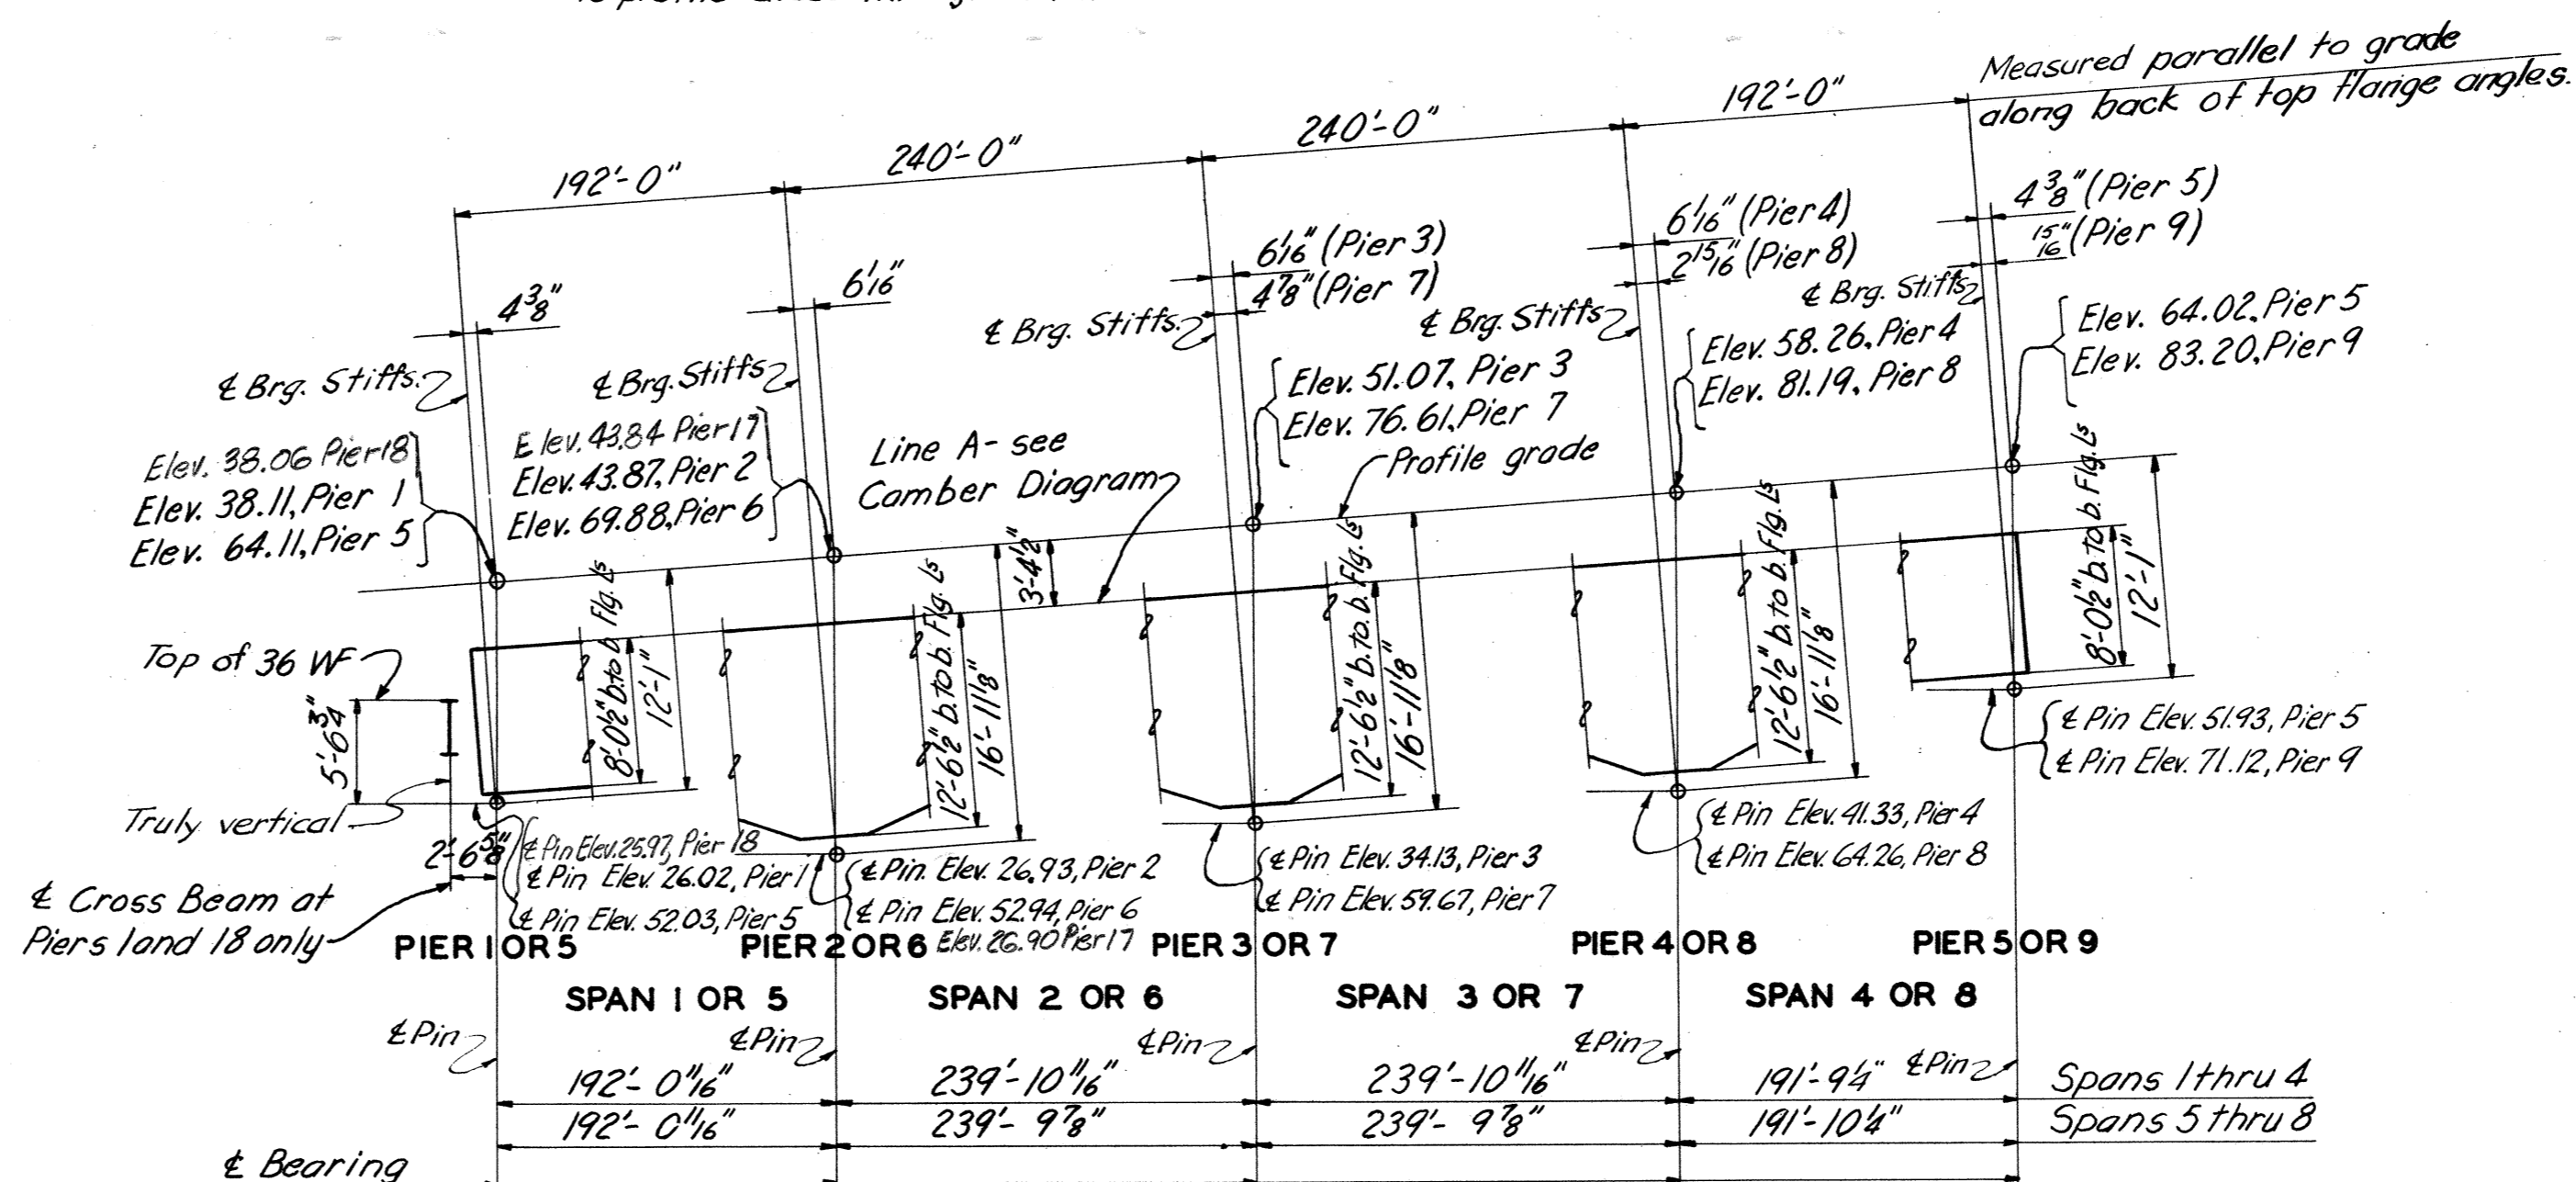 Measured parallel to grade
along back of top flange angles.
192'-0"
240'-0"
240'-0"
192'-0"
4 3/8"
6 1/16"
6 1/16" (Pier 3)
4 7/8" (Pier 7)
6 1/16" (Pier 4)
2 15/16" (Pier 8)
4 3/8" (Pier 5)
15/16" (Pier 9)
℄ Brg. Stiffs.
℄ Brg. Stiffs
℄ Brg. Stiffs.
℄ Brg. Stiffs
℄ Brg. Stiffs
Elev. 38.06 Pier 18
Elev. 38.11, Pier 1
Elev. 64.11, Pier 5
Elev. 43.84 Pier 17
Elev. 43.87, Pier 2
Elev. 69.88, Pier 6
Line A - see
Camber Diagram
Elev. 51.07, Pier 3
Elev. 76.61, Pier 7
Profile grade
Elev. 58.26, Pier 4
Elev. 81.19, Pier 8
Elev. 64.02, Pier 5
Elev. 83.20, Pier 9
Top of 36 WF
5'-6 3/4"
Truly vertical
2'-6 5/8"
℄ Cross Beam at
Piers 1 and 18 only
8'-0 1/2" b. to b. Flg. Ls
12'-1"
12'-6 1/2" b. to b. Flg. Ls
16'-11 1/8"
3'-4 1/2"
12'-6 1/2" b. to b. Flg. Ls
16'-11 1/8"
12'-6 1/2" b. to b. Flg. Ls
16'-11 1/8"
8'-0 1/2" b. to b. Flg. Ls
12'-1"
℄ Pin Elev. 25.97, Pier 18
℄ Pin Elev. 26.02, Pier 1
℄ Pin Elev. 52.03, Pier 5
℄ Pin Elev. 26.93, Pier 2
℄ Pin Elev. 52.94, Pier 6
Elev. 26.90 Pier 17
℄ Pin Elev. 34.13, Pier 3
℄ Pin Elev. 59.67, Pier 7
℄ Pin Elev. 41.33, Pier 4
℄ Pin Elev. 64.26, Pier 8
℄ Pin Elev. 51.93, Pier 5
℄ Pin Elev. 71.12, Pier 9
PIER 1 OR 5
PIER 2 OR 6
PIER 3 OR 7
PIER 4 OR 8
PIER 5 OR 9
SPAN 1 OR 5
SPAN 2 OR 6
SPAN 3 OR 7
SPAN 4 OR 8
℄ Pin
℄ Pin
℄ Pin
℄ Pin
℄ Pin
192'-0 11/16"
239'-10 11/16"
239'-10 11/16"
191'-9 1/4"
Spans 1 thru 4
192'-0 11/16"
239'-9 7/8"
239'-9 7/8"
191'-10 1/4"
Spans 5 thru 8
℄ Bearing